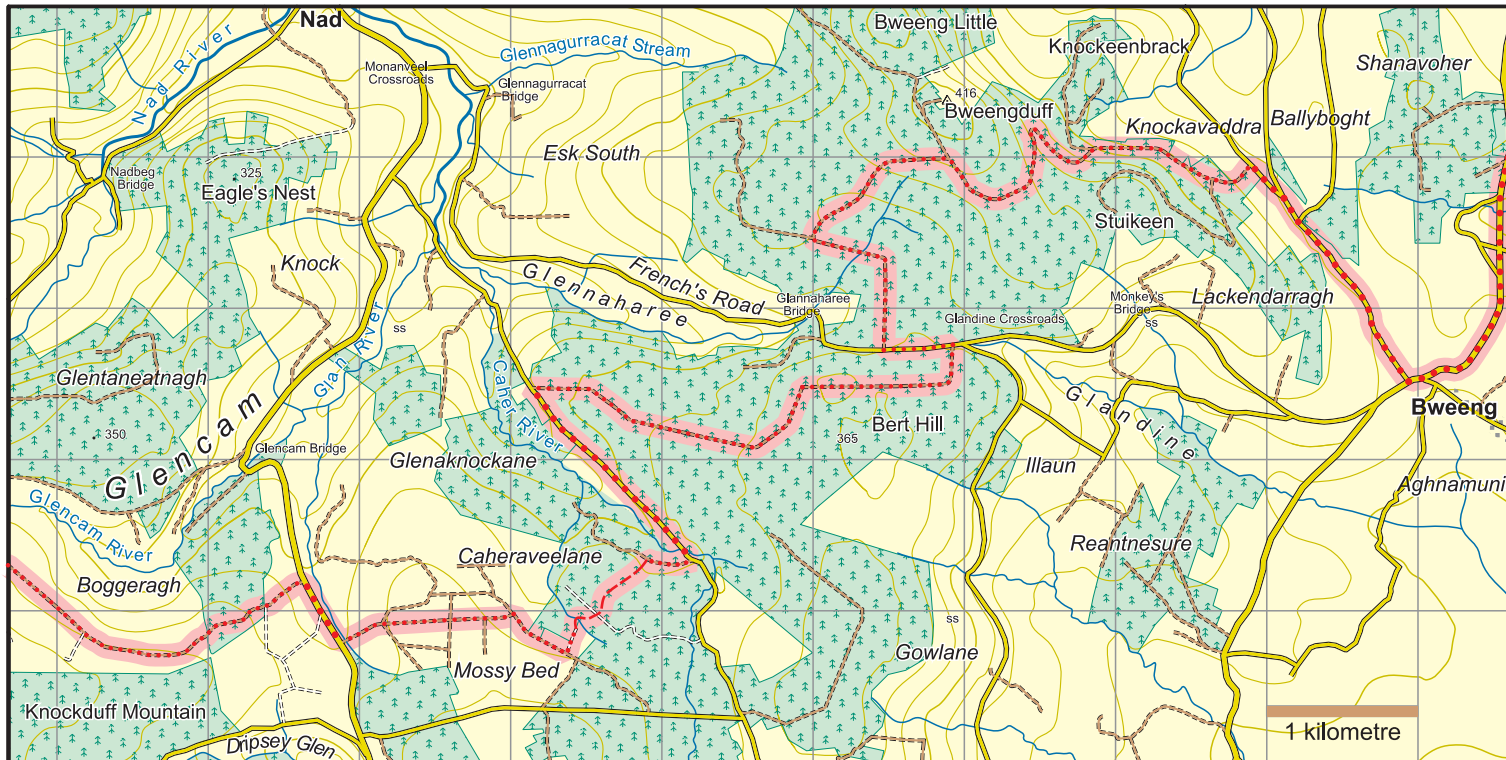 Nad
Bweeng Little
Glennagurracat Stream
Knockeenbrack
Shanavoher
Monanveel
Crossroads
Glennagurracat
Bridge
Nad River
416
Bweengduff
Knockavaddra
Ballyboght
Esk South
Nadbeg
Bridge
325
Eagle's Nest
Stuikeen
Knock
French's Road
Glennaharee
Glannaharee
Bridge
Monkey's
Bridge
ss
Lackendarragh
Glandine Crossroads
ss
Glan River
Glentaneatnagh
Caher River
Glandine
Bweeng
350
Glencam
Bert Hill
365
Glencam Bridge
Glenaknockane
Illaun
Aghnamuni
Glencam River
Caheraveelane
Reantnesure
Boggeragh
ss
Gowlane
Mossy Bed
Knockduff Mountain
Dripsey Glen
1 kilometre